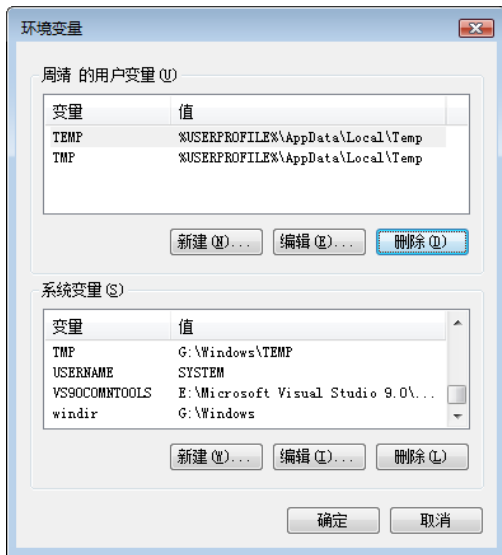 环境变量
周靖 的用户变量(U)
变量 值
TEMP %USERPROFILE%\AppData\Local\Temp
TMP %USERPROFILE%\AppData\Local\Temp
新建(N)... 编辑(E)... 删除(D)
系统变量(S)
变量 值
TMP G:\Windows\TEMP
USERNAME SYSTEM
VS90COMNTOOLS E:\Microsoft Visual Studio 9.0\...
windir G:\Windows
新建(W)... 编辑(I)... 删除(L)
确定 取消